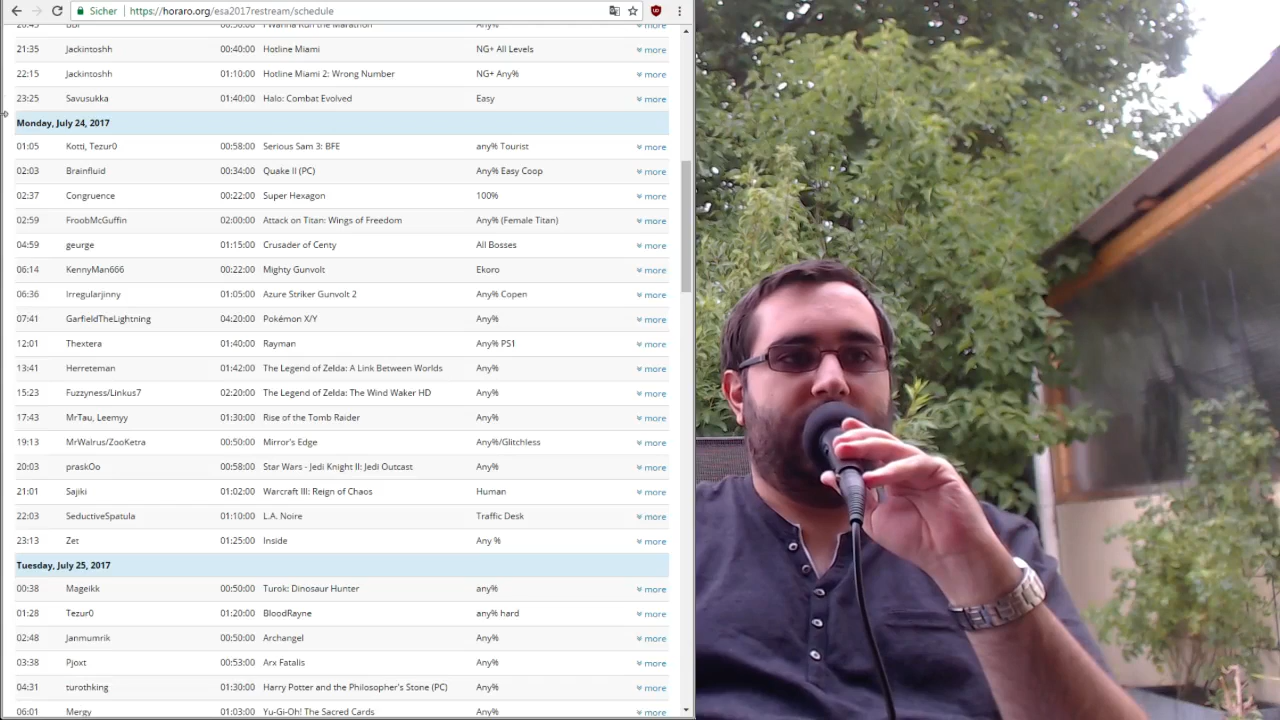 Sicher https://horaro.org/esa2017restream/schedule
21:35 Jackintoshh 00:40:00 Hotline Miami NG+ All Levels more
22:15 Jackintoshh 01:10:00 Hotline Miami 2: Wrong Number NG+ Any% more
23:25 Savusukka 01:40:00 Halo: Combat Evolved Easy more
Monday, July 24, 2017
01:05 Kotti, Tezur0 00:58:00 Serious Sam 3: BFE any% Tourist more
02:03 Brainfluid 00:34:00 Quake II (PC) Any% Easy Coop more
02:37 Congruence 00:22:00 Super Hexagon 100% more
02:59 FroobMcGuffin 02:00:00 Attack on Titan: Wings of Freedom Any% (Female Titan) more
04:59 geurge 01:15:00 Crusader of Centy All Bosses more
06:14 KennyMan666 00:22:00 Mighty Gunvolt Ekoro more
06:36 Irregularjinny 01:05:00 Azure Striker Gunvolt 2 Any% Copen more
07:41 GarfieldTheLightning 04:20:00 Pokémon X/Y Any% more
12:01 Thextera 01:40:00 Rayman Any% PS1 more
13:41 Herreteman 01:42:00 The Legend of Zelda: A Link Between Worlds Any% more
15:23 Fuzzyness/Linkus7 02:20:00 The Legend of Zelda: The Wind Waker HD Any% more
17:43 MrTau, Leemyy 01:30:00 Rise of the Tomb Raider Any% more
19:13 MrWalrus/ZooKetra 00:50:00 Mirror's Edge Any%/Glitchless more
20:03 praskOo 00:58:00 Star Wars - Jedi Knight II: Jedi Outcast Any% more
21:01 Sajiki 01:02:00 Warcraft III: Reign of Chaos Human more
22:03 SeductiveSpatula 01:10:00 L.A. Noire Traffic Desk more
23:13 Zet 01:25:00 Inside Any % more
Tuesday, July 25, 2017
00:38 Mageikk 00:50:00 Turok: Dinosaur Hunter any% more
01:28 Tezur0 01:20:00 BloodRayne any% hard more
02:48 Janmumrik 00:50:00 Archangel Any% more
03:38 Pjoxt 00:53:00 Arx Fatalis Any% more
04:31 turothking 01:30:00 Harry Potter and the Philosopher's Stone (PC) Any% more
06:01 Mergy 01:03:00 Yu-Gi-Oh! The Sacred Cards Any% more